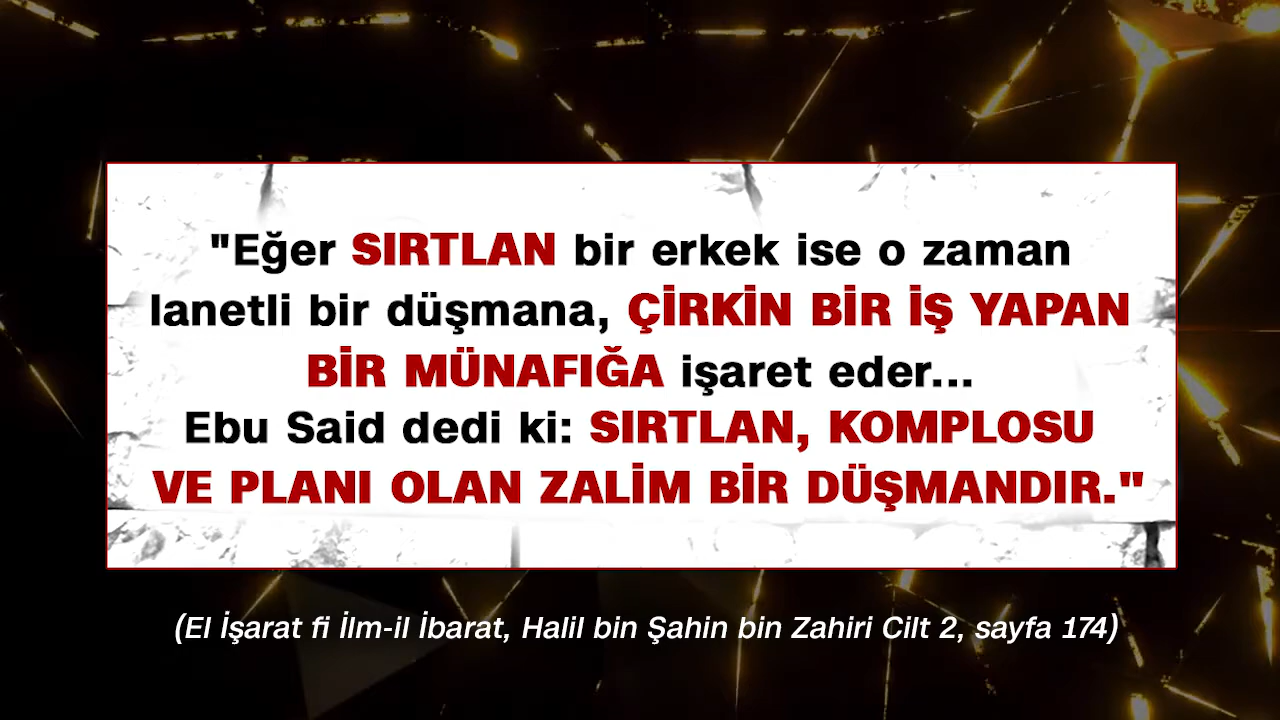 "Eğer SIRTLAN bir erkek ise o zaman
lanetli bir düşmana, ÇİRKİN BİR İŞ YAPAN
BİR MÜNAFIĞA işaret eder...
Ebu Said dedi ki: SIRTLAN, KOMPLOSU
VE PLANI OLAN ZALİM BİR DÜŞMANDIR."
(El İşarat fi İlm-il İbarat, Halil bin Şahin bin Zahiri Cilt 2, sayfa 174)